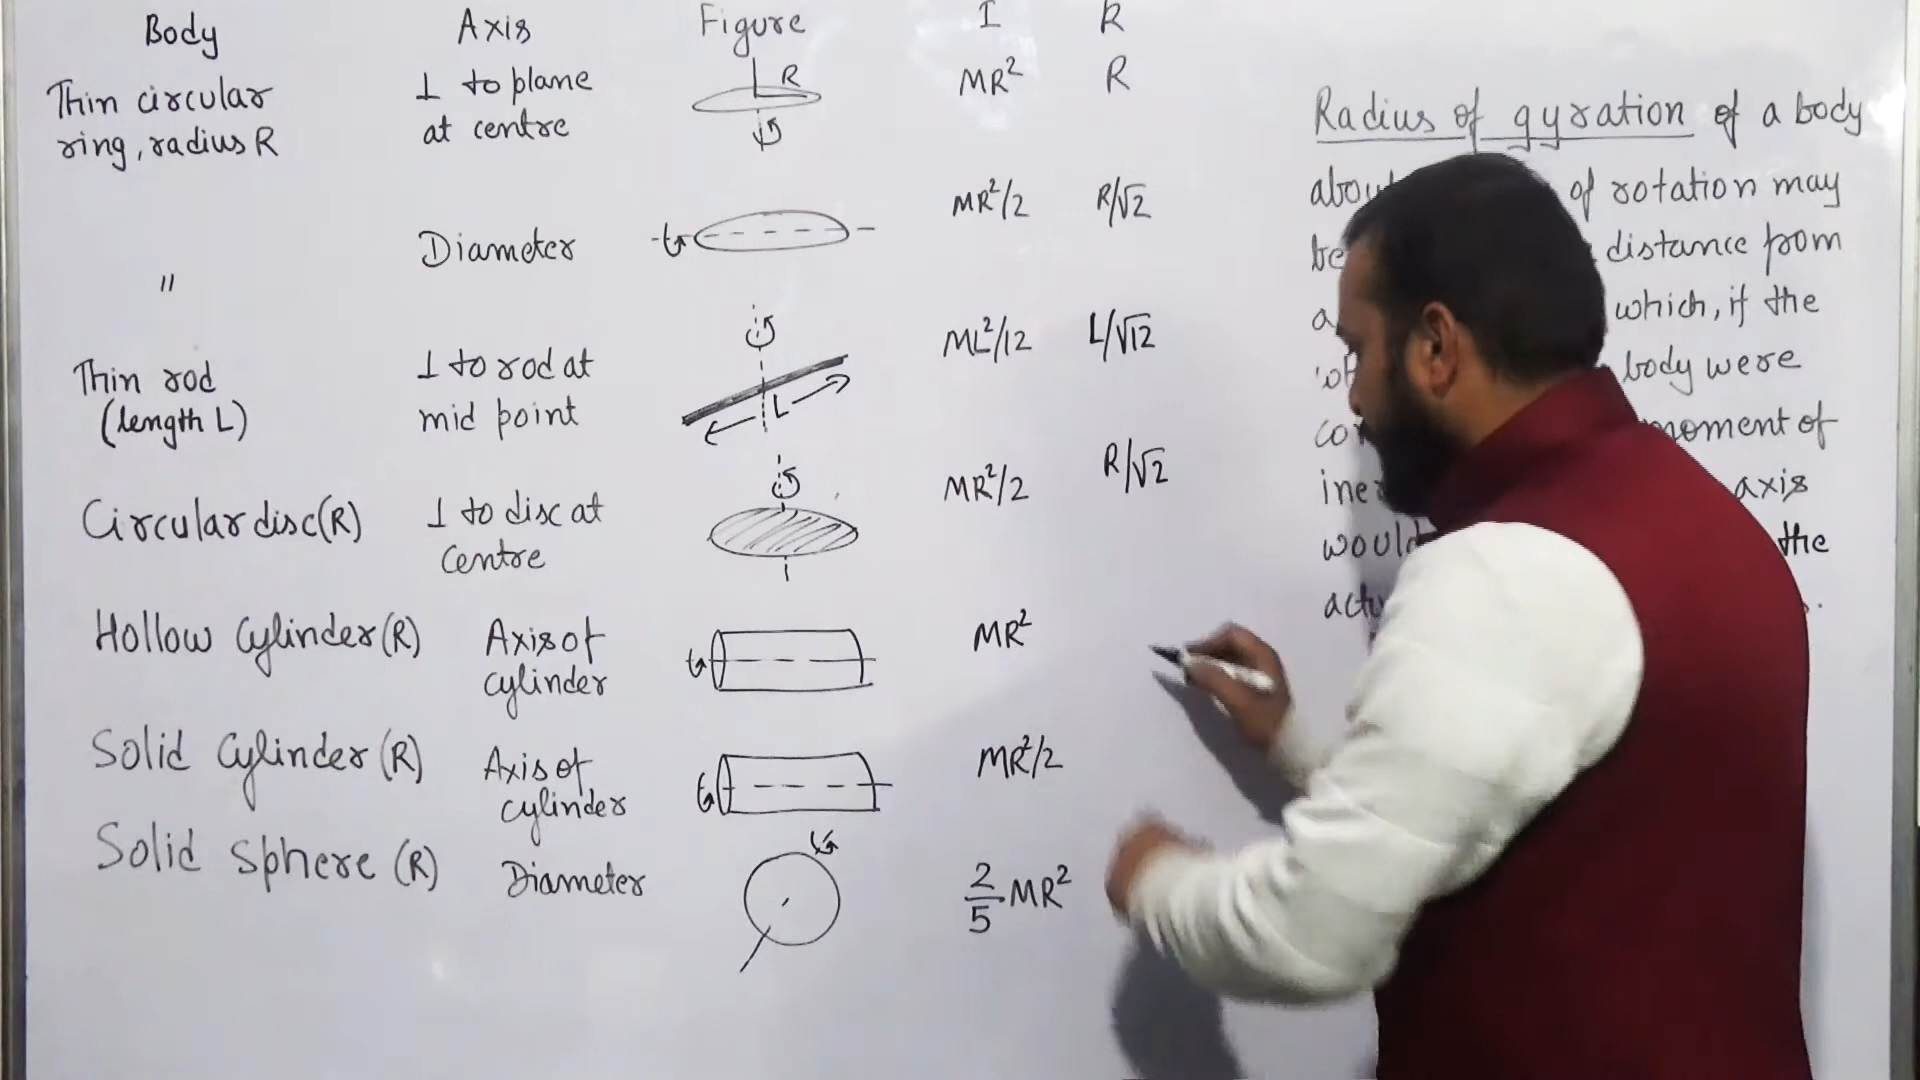 Body Axis Figure I K
Thin circular ring, radius R ⊥ to plane at centre R MR² R
" Diameter MR²/2 R/√2
Thin rod (length L) ⊥ to rod at mid point L ML²/12 L/√12
Circular disc (R) ⊥ to disc at centre MR²/2 R/√2
Hollow Cylinder (R) Axis of cylinder MR²
Solid Cylinder (R) Axis of cylinder MR²/2
Solid Sphere (R) Diameter 2/5 MR²
Radius of gyration of a body
of rotation may
distance from
which, if the
body were
moment of
axis
would the